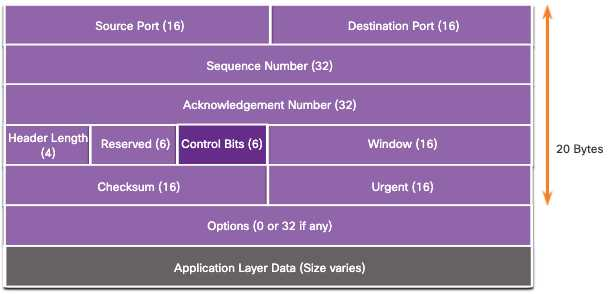 Source Port (16)
Destination Port (16)
Sequence Number (32)
Acknowledgement Number (32)
Header Length
(4)
Reserved (6)
Control Bits (6)
Window (16)
Checksum (16)
Urgent (16)
Options (0 or 32 if any)
Application Layer Data (Size varies)
20 Bytes